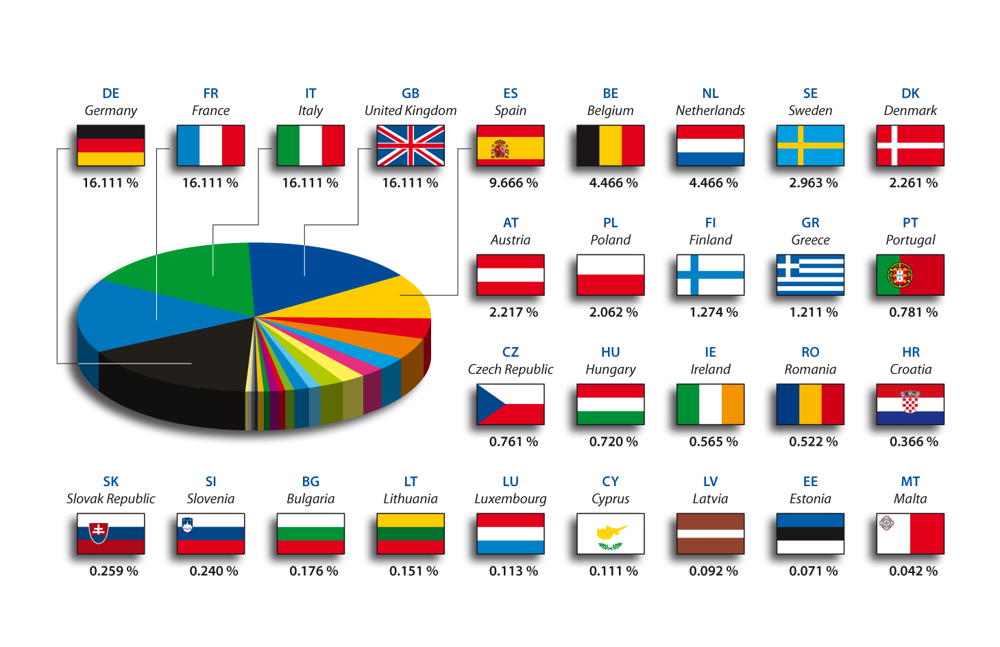 DE FR IT GB ES BE NL SE DK
Germany France Italy United Kingdom Spain Belgium Netherlands Sweden Denmark
16.111 % 16.111 % 16.111 % 16.111 % 9.666 % 4.466 % 4.466 % 2.963 % 2.261 %
AT PL FI GR PT
Austria Poland Finland Greece Portugal
2.217 % 2.062 % 1.274 % 1.211 % 0.781 %
CZ HU IE RO HR
Czech Republic Hungary Ireland Romania Croatia
0.761 % 0.720 % 0.565 % 0.522 % 0.366 %
SK SI BG LT LU CY LV EE MT
Slovak Republic Slovenia Bulgaria Lithuania Luxembourg Cyprus Latvia Estonia Malta
0.259 % 0.240 % 0.176 % 0.151 % 0.113 % 0.111 % 0.092 % 0.071 % 0.042 %